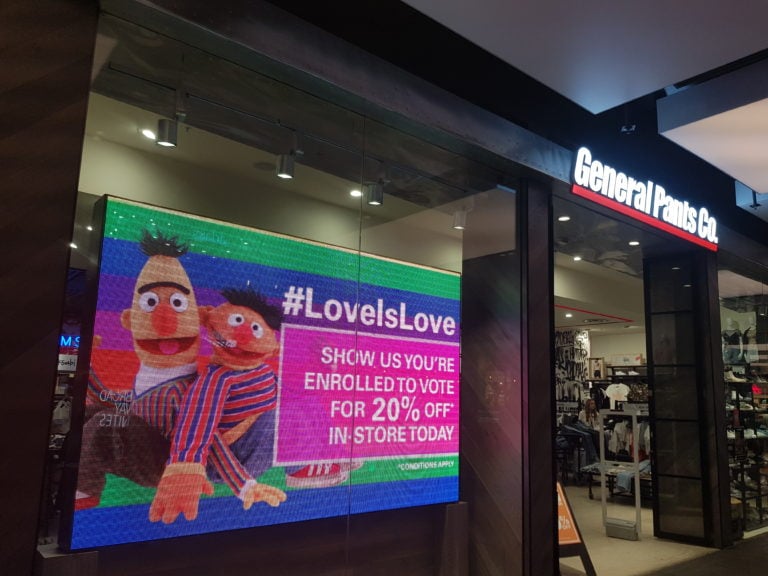 General Pants Co.
#LoveIsLove
SHOW US YOU'RE
ENROLLED TO VOTE
FOR 20% OFF*
IN-STORE TODAY
*CONDITIONS APPLY